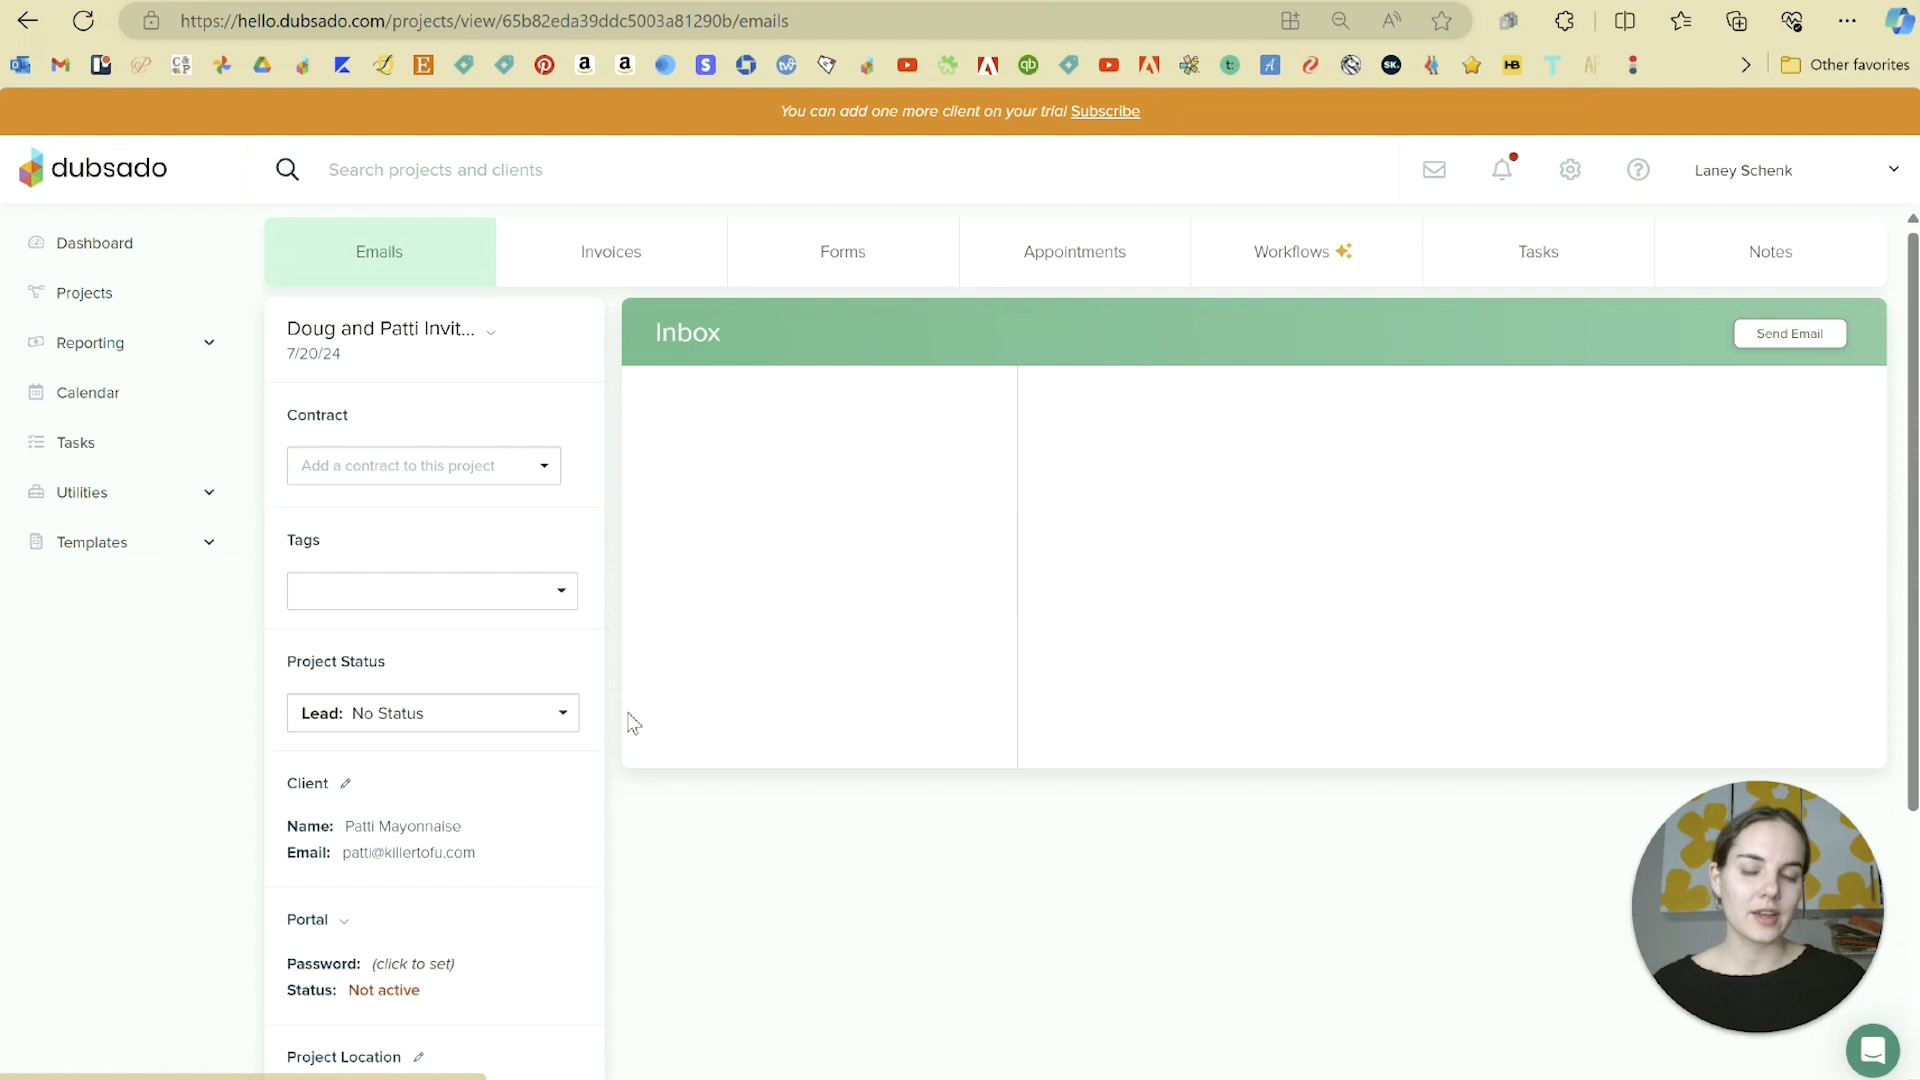 https://hello.dubsado.com/projects/view/65b82eda39ddc5003a81290b/emails
Other favorites
You can add one more client on your trial Subscribe
dubsado
Search projects and clients
Laney Schenk
Dashboard
Projects
Reporting
Calendar
Tasks
Utilities
Templates
Emails
Invoices
Forms
Appointments
Workflows
Tasks
Notes
Doug and Patti Invit...
7/20/24
Contract
Add a contract to this project
Tags
Project Status
Lead: No Status
Client
Name: Patti Mayonnaise
Email: patti@killertofu.com
Portal
Password: (click to set)
Status: Not active
Project Location
Inbox
Send Email